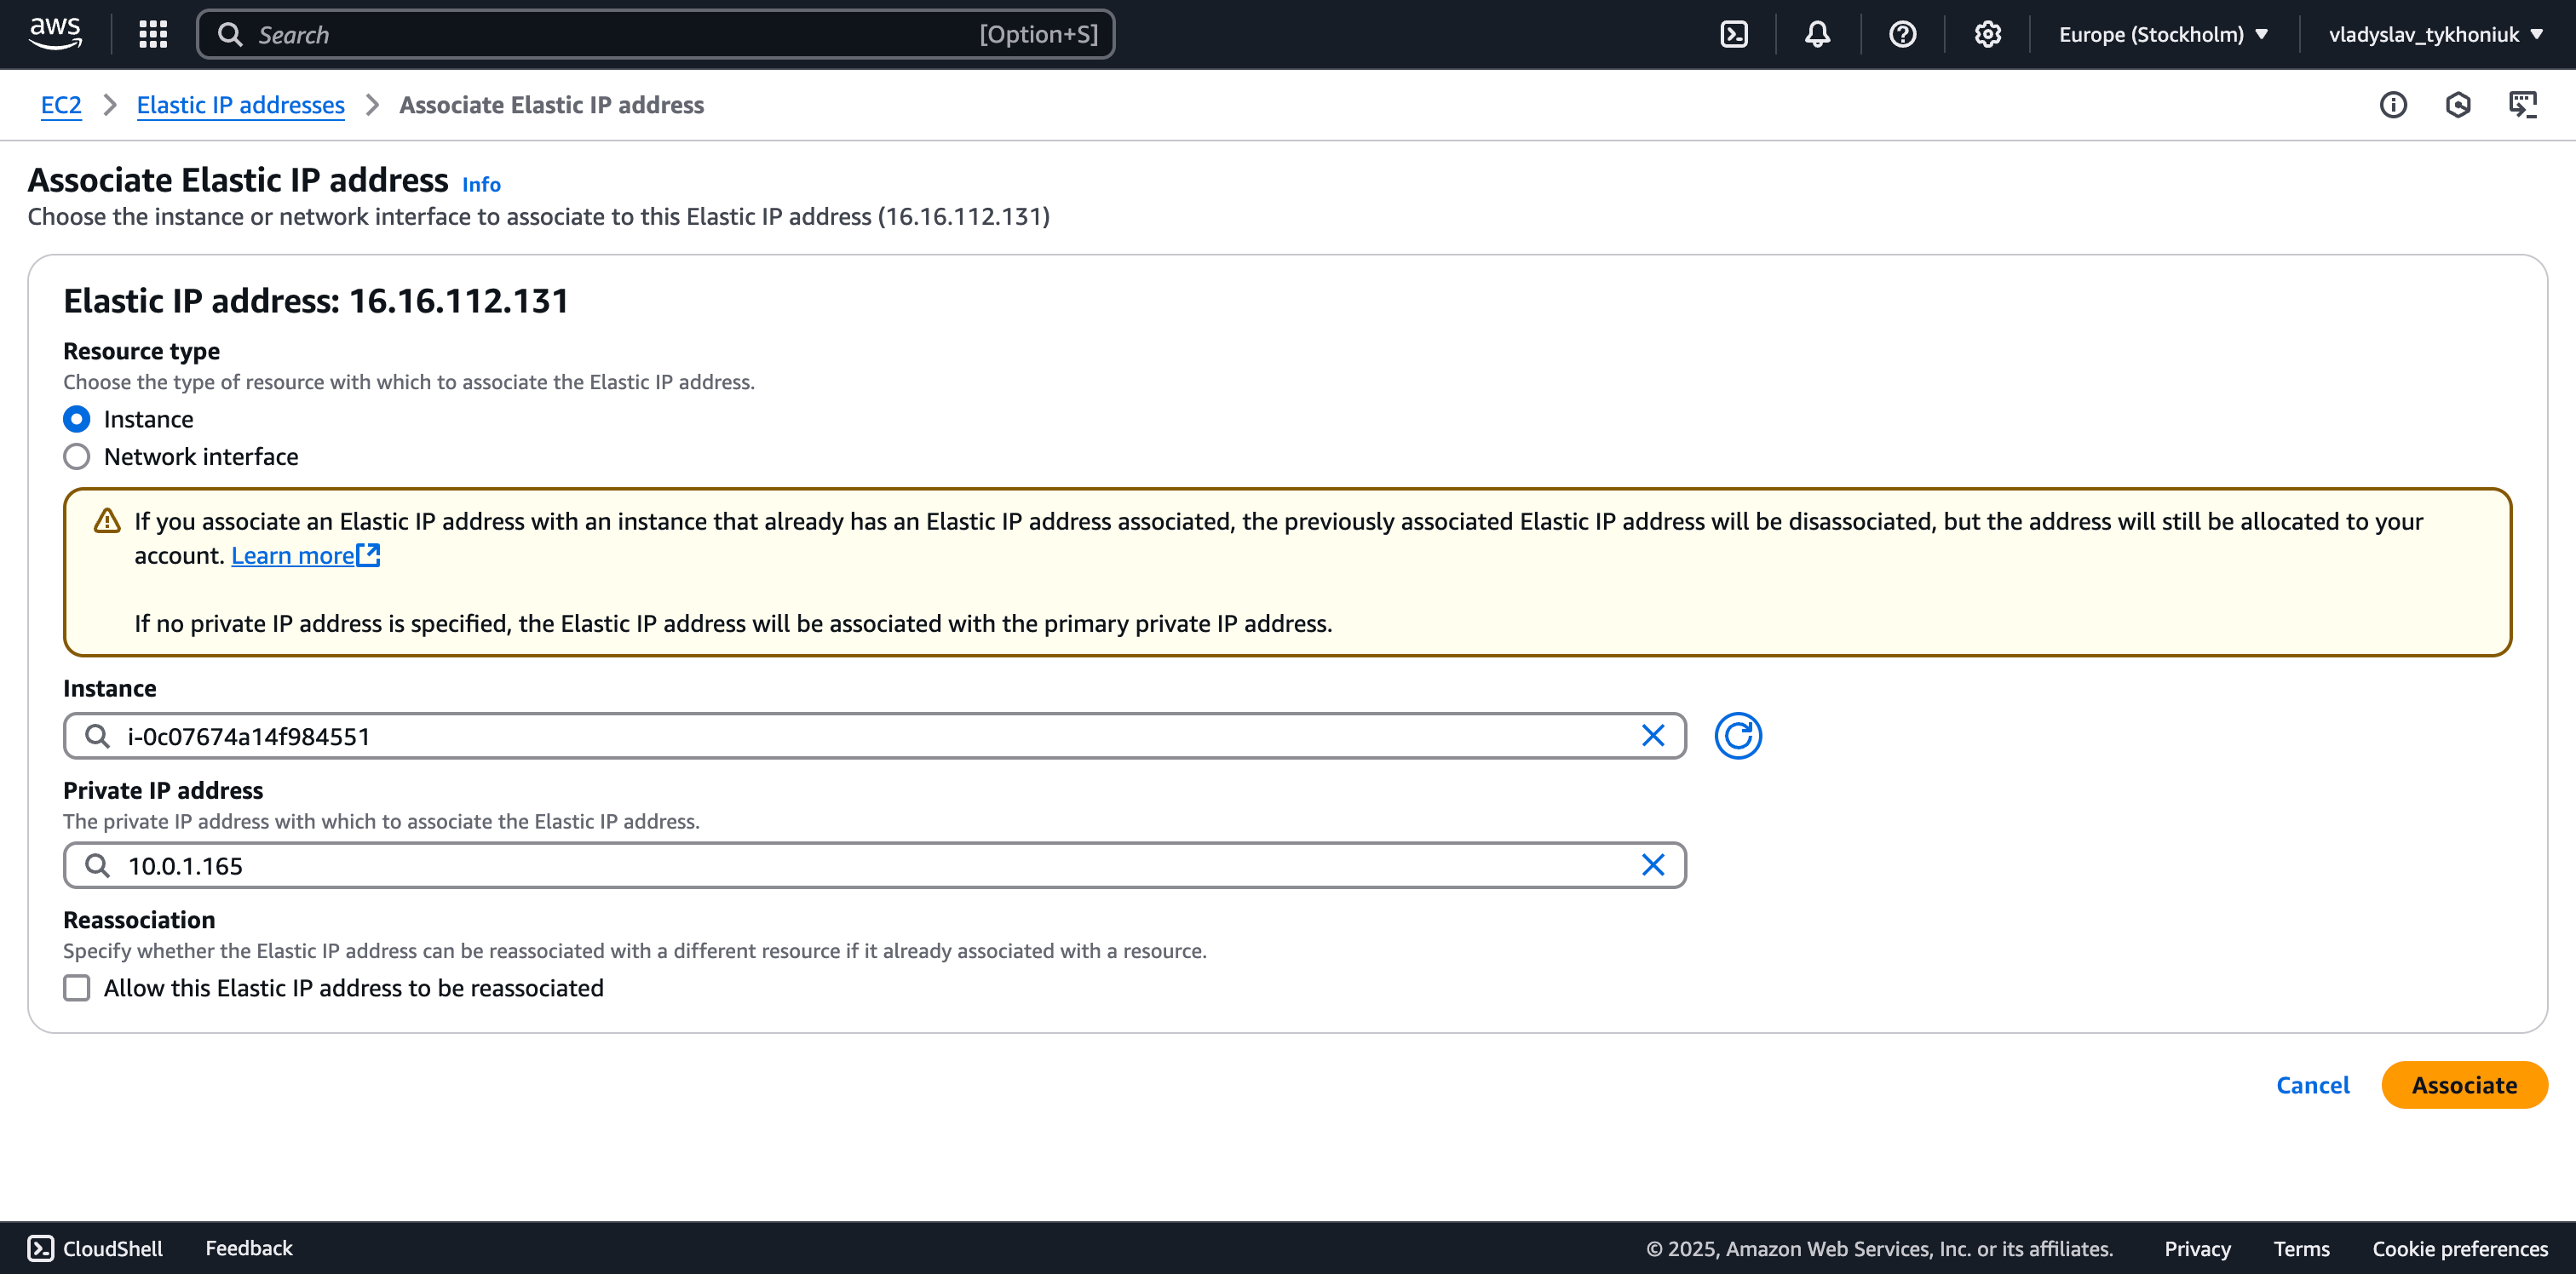 aws
Search [Option+S]
Europe (Stockholm) vladyslav_tykhoniuk
EC2 Elastic IP addresses Associate Elastic IP address
Associate Elastic IP address Info
Choose the instance or network interface to associate to this Elastic IP address (16.16.112.131)
Elastic IP address: 16.16.112.131
Resource type
Choose the type of resource with which to associate the Elastic IP address.
Instance
Network interface
If you associate an Elastic IP address with an instance that already has an Elastic IP address associated, the previously associated Elastic IP address will be disassociated, but the address will still be allocated to your
account. Learn more
If no private IP address is specified, the Elastic IP address will be associated with the primary private IP address.
Instance
i-0c07674a14f984551
Private IP address
The private IP address with which to associate the Elastic IP address.
10.0.1.165
Reassociation
Specify whether the Elastic IP address can be reassociated with a different resource if it already associated with a resource.
Allow this Elastic IP address to be reassociated
Cancel Associate
CloudShell Feedback © 2025, Amazon Web Services, Inc. or its affiliates. Privacy Terms Cookie preferences